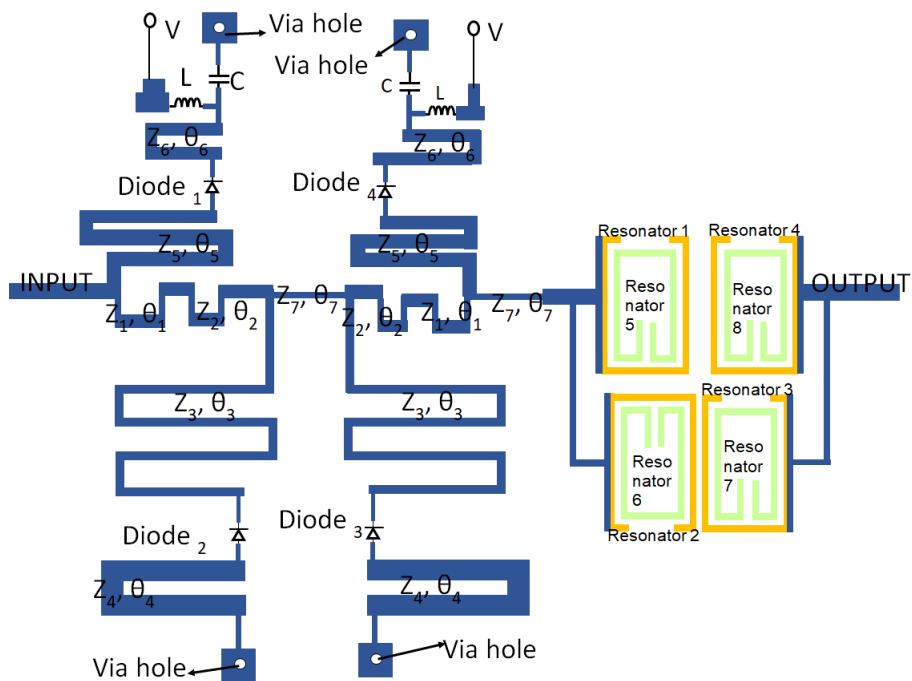 V
Via hole
V
Via hole
L
C
C
L
Z6, θ6
Z6, θ6
Diode 1
Diode 4
Z5, θ5
Z5, θ5
Resonator 1
Resonator 4
INPUT
OUTPUT
Reso
nator
5
Reso
nator
8
Z1, θ1
Z2, θ2
Z7, θ7
Z2, θ2
Z1, θ1
Z7, θ7
Z3, θ3
Z3, θ3
Resonator 3
Reso
nator
6
Reso
nator
7
Resonator 2
Diode 2
Diode 3
Z4, θ4
Z4, θ4
Via hole
Via hole